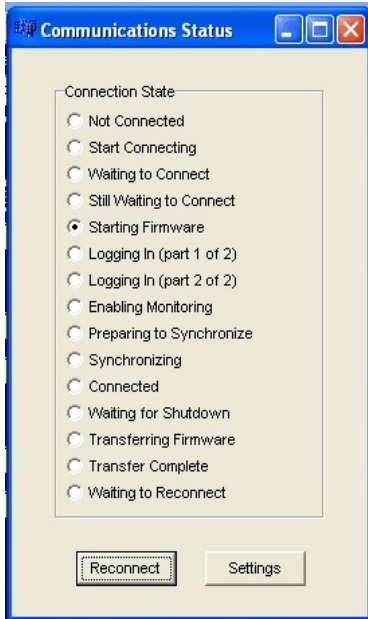 Communications Status
Connection State
Not Connected
Start Connecting
Waiting to Connect
Still Waiting to Connect
Starting Firmware
Logging In (part 1 of 2)
Logging In (part 2 of 2)
Enabling Monitoring
Preparing to Synchronize
Synchronizing
Connected
Waiting for Shutdown
Transferring Firmware
Transfer Complete
Waiting to Reconnect
Reconnect Settings